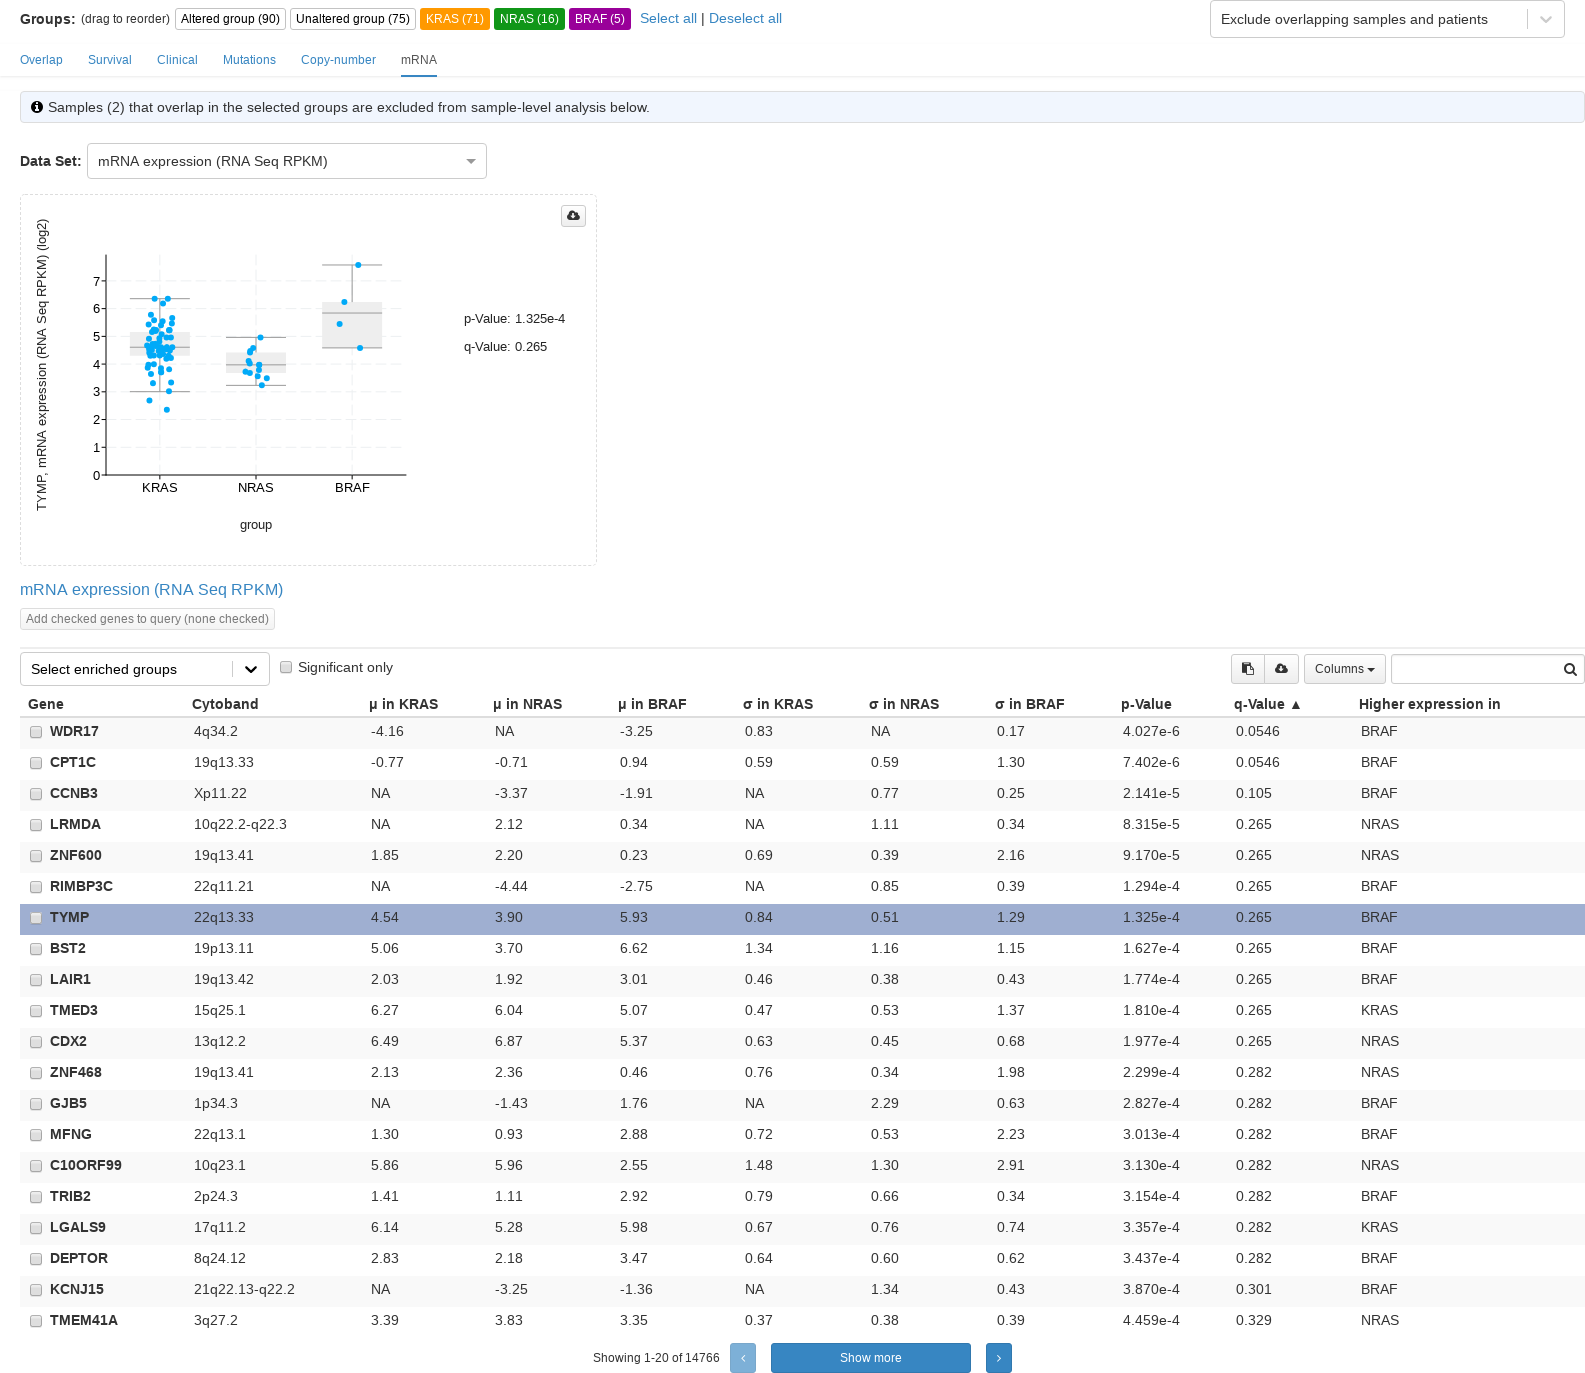 Groups: (drag to reorder) Altered group (90) Unaltered group (75) KRAS (71) NRAS (16) BRAF (5) Select all | Deselect all Exclude overlapping samples and patients
Overlap Survival Clinical Mutations Copy-number mRNA
Samples (2) that overlap in the selected groups are excluded from sample-level analysis below.
Data Set: mRNA expression (RNA Seq RPKM)
TYMP, mRNA expression (RNA Seq RPKM) (log2)
7
6
5
4
3
2
1
0
KRAS NRAS BRAF
group
p-Value: 1.325e-4
q-Value: 0.265
mRNA expression (RNA Seq RPKM)
Add checked genes to query (none checked)
Select enriched groups Significant only Columns
Gene Cytoband μ in KRAS μ in NRAS μ in BRAF σ in KRAS σ in NRAS σ in BRAF p-Value q-Value ▲ Higher expression in
WDR17 4q34.2 -4.16 NA -3.25 0.83 NA 0.17 4.027e-6 0.0546 BRAF
CPT1C 19q13.33 -0.77 -0.71 0.94 0.59 0.59 1.30 7.402e-6 0.0546 BRAF
CCNB3 Xp11.22 NA -3.37 -1.91 NA 0.77 0.25 2.141e-5 0.105 BRAF
LRMDA 10q22.2-q22.3 NA 2.12 0.34 NA 1.11 0.34 8.315e-5 0.265 NRAS
ZNF600 19q13.41 1.85 2.20 0.23 0.69 0.39 2.16 9.170e-5 0.265 NRAS
RIMBP3C 22q11.21 NA -4.44 -2.75 NA 0.85 0.39 1.294e-4 0.265 BRAF
TYMP 22q13.33 4.54 3.90 5.93 0.84 0.51 1.29 1.325e-4 0.265 BRAF
BST2 19p13.11 5.06 3.70 6.62 1.34 1.16 1.15 1.627e-4 0.265 BRAF
LAIR1 19q13.42 2.03 1.92 3.01 0.46 0.38 0.43 1.774e-4 0.265 BRAF
TMED3 15q25.1 6.27 6.04 5.07 0.47 0.53 1.37 1.810e-4 0.265 KRAS
CDX2 13q12.2 6.49 6.87 5.37 0.63 0.45 0.68 1.977e-4 0.265 NRAS
ZNF468 19q13.41 2.13 2.36 0.46 0.76 0.34 1.98 2.299e-4 0.282 NRAS
GJB5 1p34.3 NA -1.43 1.76 NA 2.29 0.63 2.827e-4 0.282 BRAF
MFNG 22q13.1 1.30 0.93 2.88 0.72 0.53 2.23 3.013e-4 0.282 BRAF
C10ORF99 10q23.1 5.86 5.96 2.55 1.48 1.30 2.91 3.130e-4 0.282 NRAS
TRIB2 2p24.3 1.41 1.11 2.92 0.79 0.66 0.34 3.154e-4 0.282 BRAF
LGALS9 17q11.2 6.14 5.28 5.98 0.67 0.76 0.74 3.357e-4 0.282 KRAS
DEPTOR 8q24.12 2.83 2.18 3.47 0.64 0.60 0.62 3.437e-4 0.282 BRAF
KCNJ15 21q22.13-q22.2 NA -3.25 -1.36 NA 1.34 0.43 3.870e-4 0.301 BRAF
TMEM41A 3q27.2 3.39 3.83 3.35 0.37 0.38 0.39 4.459e-4 0.329 NRAS
Showing 1-20 of 14766 ‹ Show more ›